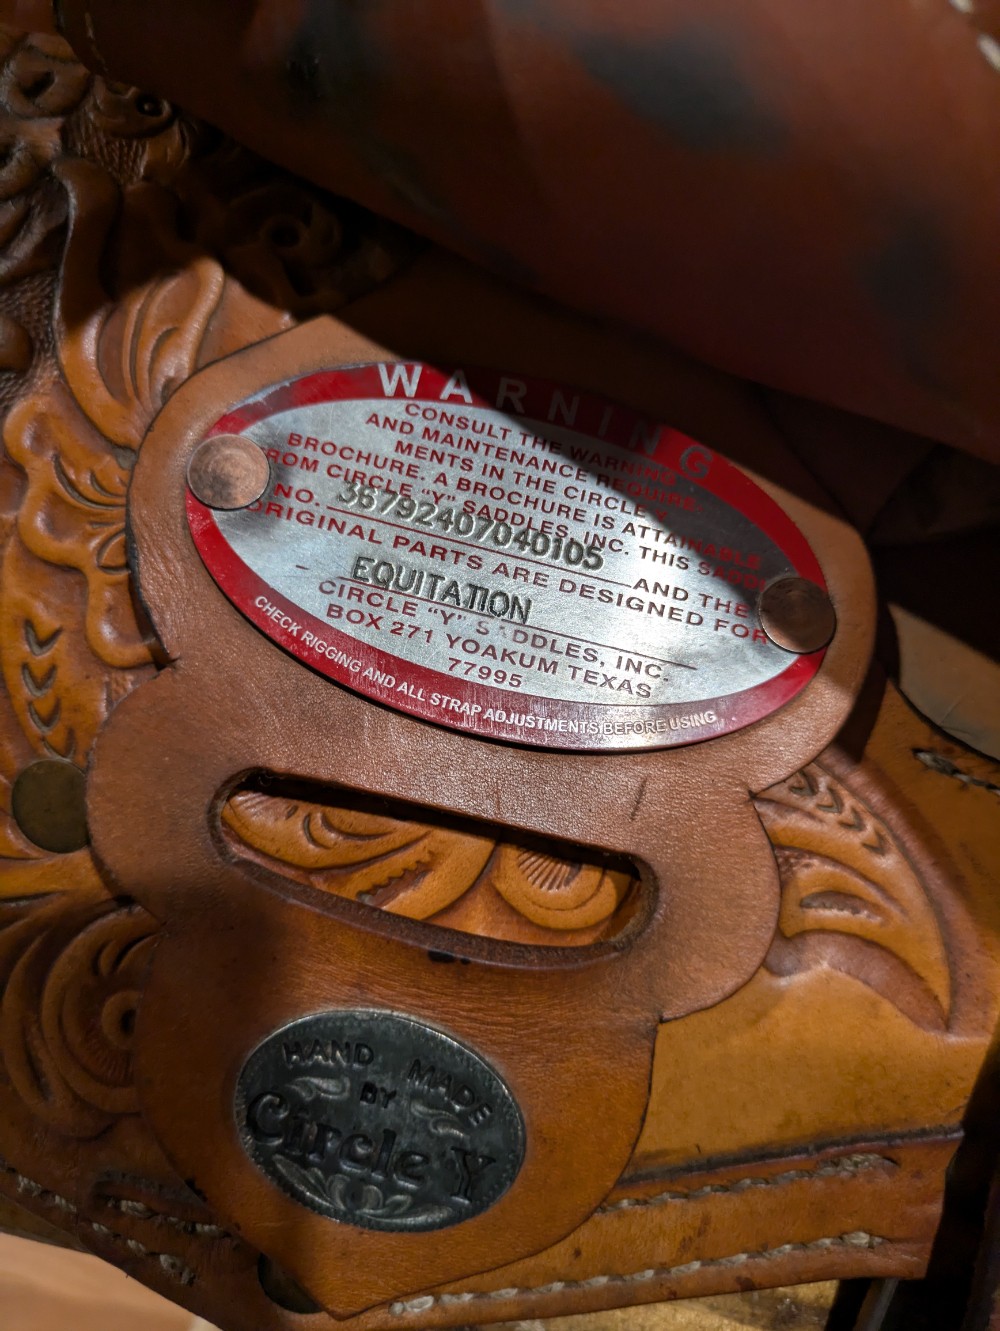 WARNING
CONSULT THE WARNING
AND MAINTENANCE REQUIRE-
MENTS IN THE CIRCLE Y
BROCHURE. A BROCHURE IS ATTAINABLE
FROM CIRCLE "Y" SADDLES, INC. THIS
NO. 36792407040105 AND THE
ORIGINAL PARTS ARE DESIGNED FOR
EQUITATION
CIRCLE "Y" SADDLES, INC.
BOX 271 YOAKUM TEXAS
77995
CHECK RIGGING AND ALL STRAP ADJUSTMENTS BEFORE USING
HAND MADE
BY
Circle Y